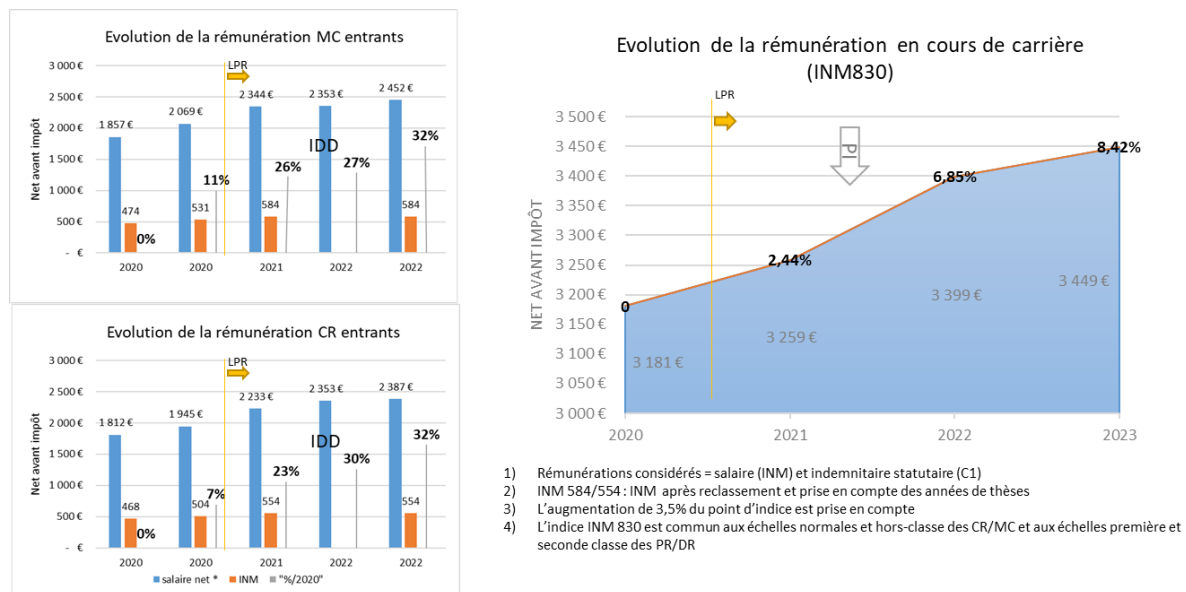 Evolution de la rémunération MC entrants
Net avant impôt
3 000 €
2 500 €
2 000 €
1 500 €
1 000 €
500 €
- €
LPR
1 857 €
2 069 €
2 344 €
2 353 €
2 452 €
IDD
474
531
584
584
0%
11%
26%
27%
32%
2020 2020 2021 2022 2022
Evolution de la rémunération CR entrants
Net avant impôt
3 000 €
2 500 €
2 000 €
1 500 €
1 000 €
500 €
- €
LPR
1 812 €
1 945 €
2 233 €
2 353 €
2 387 €
IDD
468
504
554
554
0%
7%
23%
30%
32%
2020 2020 2021 2022 2022
salaire net * INM "%/2020"
Evolution de la rémunération en cours de carrière
(INM830)
NET AVANT IMPÔT
3 500 €
3 450 €
3 400 €
3 350 €
3 300 €
3 250 €
3 200 €
3 150 €
3 100 €
3 050 €
3 000 €
LPR
PI
0
2,44%
6,85%
8,42%
3 181 €
3 259 €
3 399 €
3 449 €
2020 2021 2022 2023
1) Rémunérations considérés = salaire (INM) et indemnitaire statutaire (C1)
2) INM 584/554 : INM après reclassement et prise en compte des années de thèses
3) L'augmentation de 3,5% du point d'indice est prise en compte
4) L'indice INM 830 est commun aux échelles normales et hors-classe des CR/MC et aux échelles première et
seconde classe des PR/DR